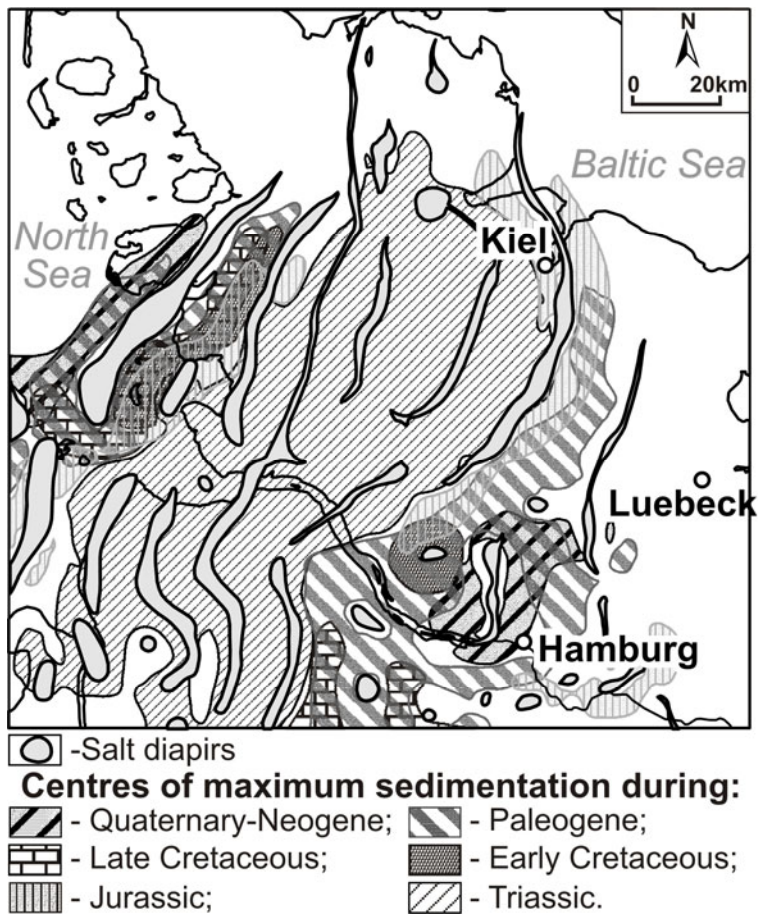 N
0 20km
Baltic Sea
North
Sea
Kiel
Luebeck
Hamburg
-Salt diapirs
Centres of maximum sedimentation during:
- Quaternary-Neogene; - Paleogene;
- Late Cretaceous; - Early Cretaceous;
- Jurassic; - Triassic.